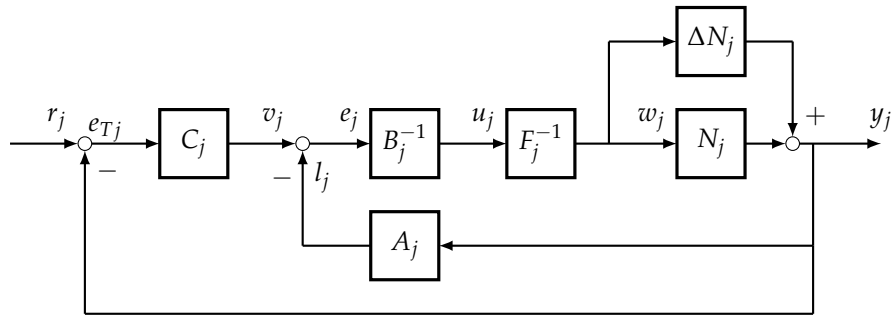 ΔN_j
r_j e_{Tj} C_j v_j e_j B_j^{-1} u_j F_j^{-1} w_j N_j + y_j
− − l_j
A_j